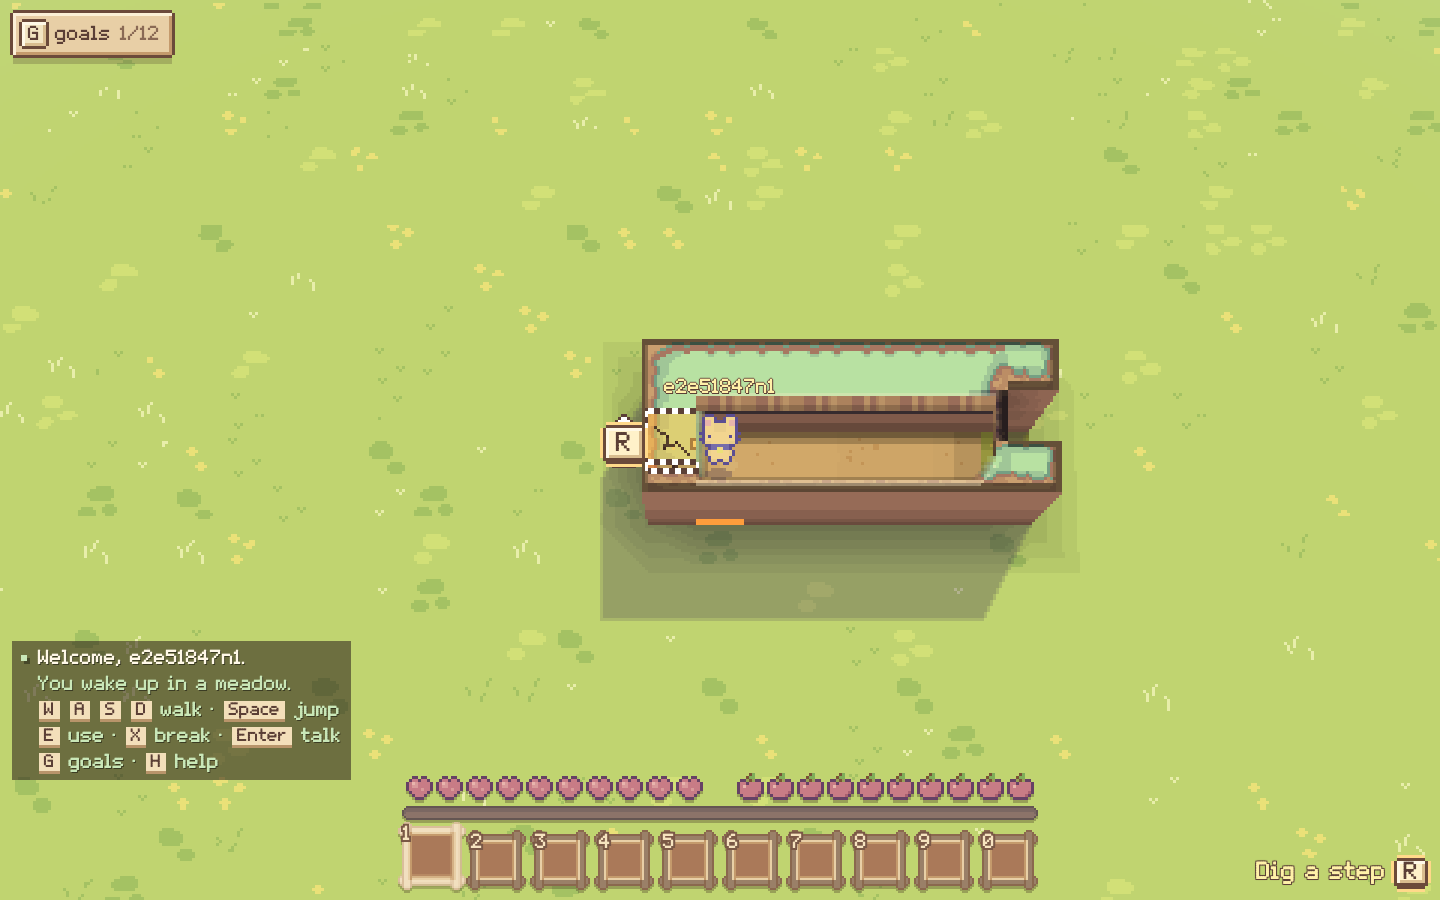 G goals 1/12
e2e51847n1
R
Welcome, e2e51847n1.
You wake up in a meadow.
W A S D walk · Space jump
E use · X break · Enter talk
G goals · H help
1 2 3 4 5 6 7 8 9 0
Dig a step R